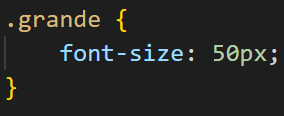 .grande {
    font-size: 50px;
}